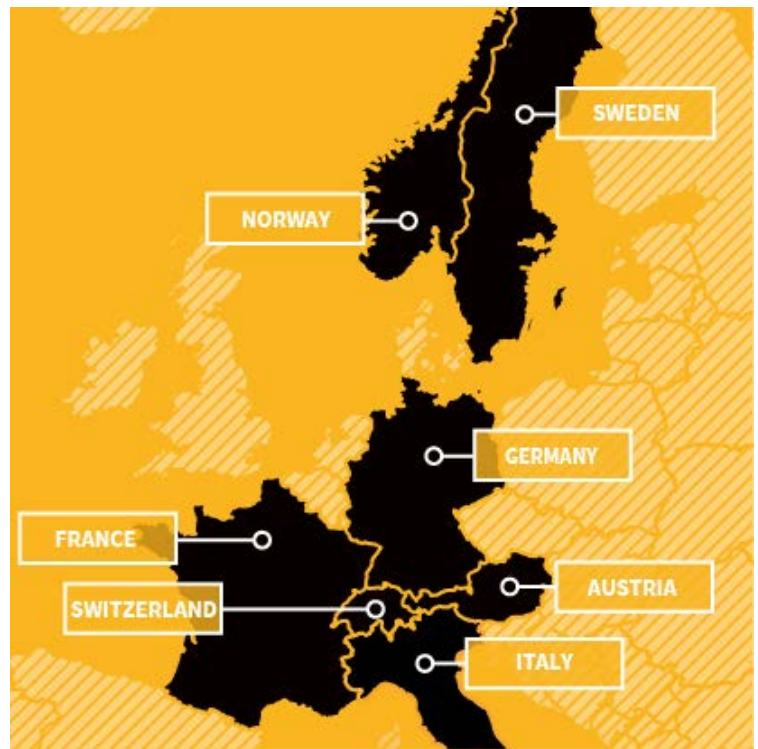 SWEDEN
NORWAY
GERMANY
FRANCE
AUSTRIA
SWITZERLAND
ITALY